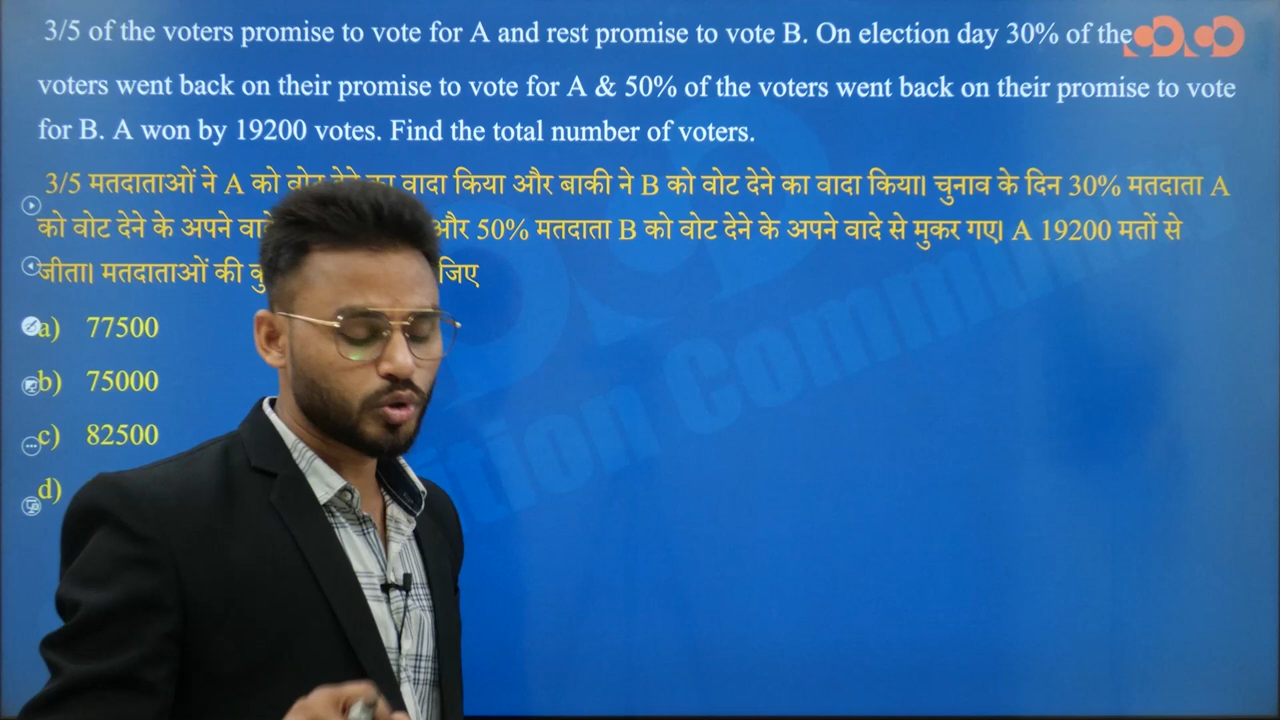 3/5 of the voters promise to vote for A and rest promise to vote B. On election day 30% of the
voters went back on their promise to vote for A & 50% of the voters went back on their promise to vote
for B. A won by 19200 votes. Find the total number of voters.
3/5 मतदाताओं ने A को वोट देने का वादा किया और बाकी ने B को वोट देने का वादा किया। चुनाव के दिन 30% मतदाता A
को वोट देने के अपने और 50% मतदाता B को वोट देने के अपने वादे से मुकर गए। A 19200 मतों से
जीता। मतदाताओं की
a) 77500
b) 75000
c) 82500
d)